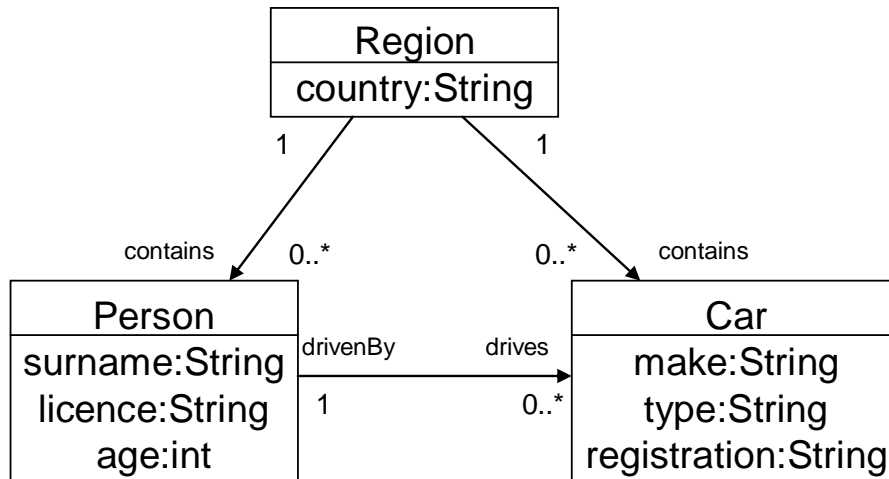 Region
country:String
1
1
contains
0..*
0..*
contains
Person
surname:String
licence:String
age:int
drivenBy
drives
1
0..*
Car
make:String
type:String
registration:String